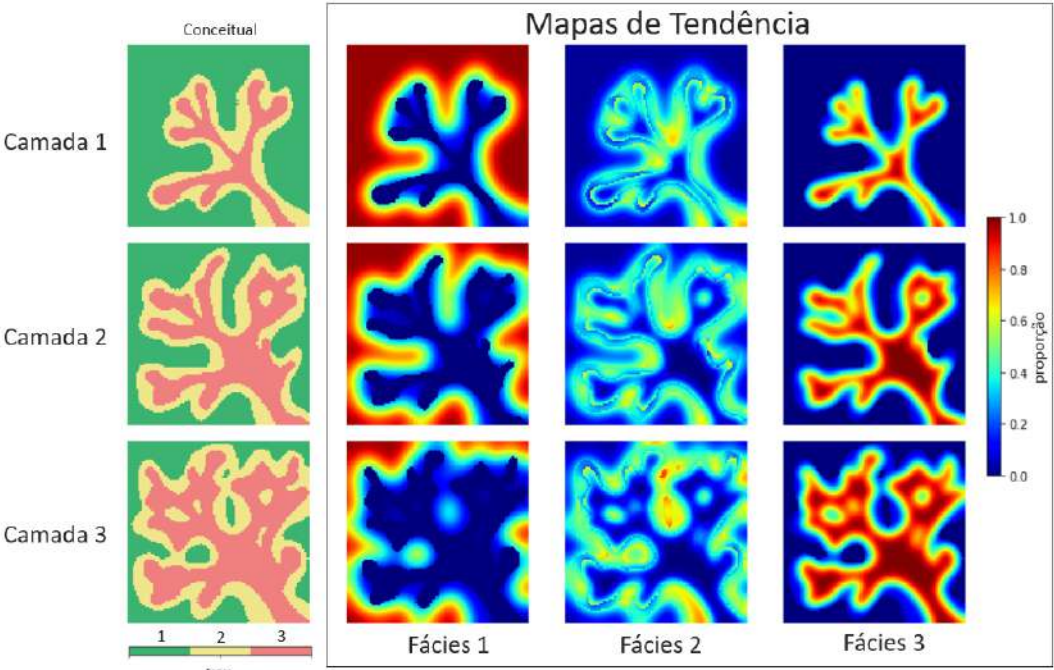 Mapas de Tendência
Conceitual
Camada 1
Camada 2
Camada 3
1.0
0.8
0.6
0.4
0.2
0.0
proporção
1 2 3
Fácies 1 Fácies 2 Fácies 3